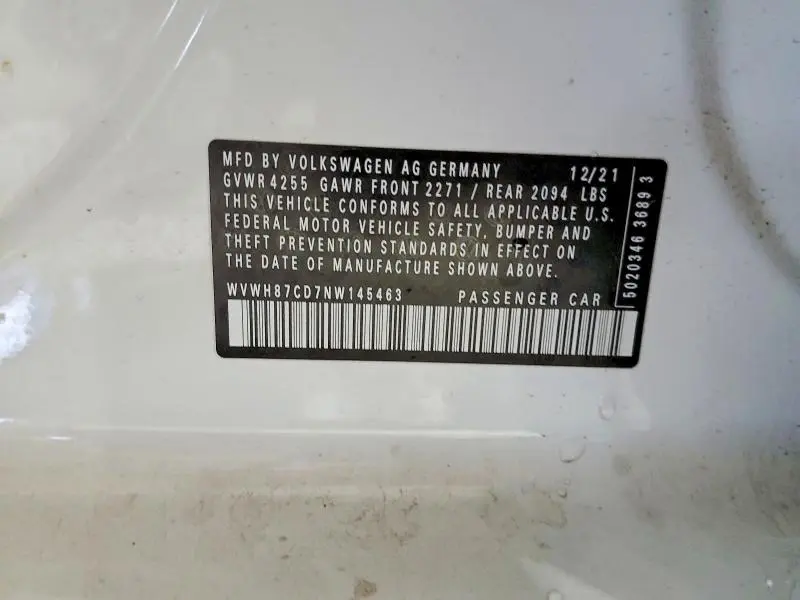 MFD BY VOLKSWAGEN AG GERMANY 12/21
GVWR 4255 GAWR FRONT 2271 / REAR 2094 LBS
THIS VEHICLE CONFORMS TO ALL APPLICABLE U.S.
FEDERAL MOTOR VEHICLE SAFETY, BUMPER AND
THEFT PREVENTION STANDARDS IN EFFECT ON
THE DATE OF MANUFACTURE SHOWN ABOVE.
WVWH87CD7NW145463 PASSENGER CAR
5020346 36893